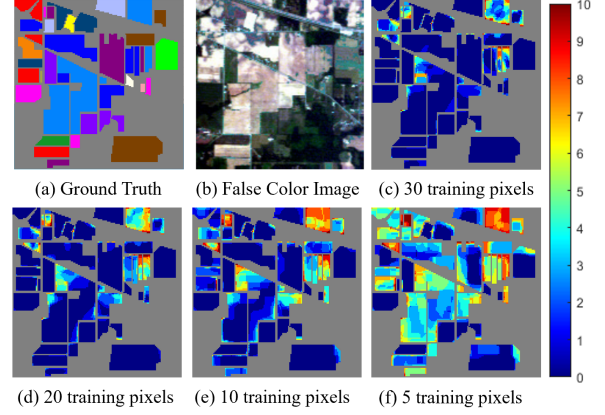 (a) Ground Truth
(b) False Color Image
(c) 30 training pixels
(d) 20 training pixels
(e) 10 training pixels
(f) 5 training pixels
10
9
8
7
6
5
4
3
2
1
0